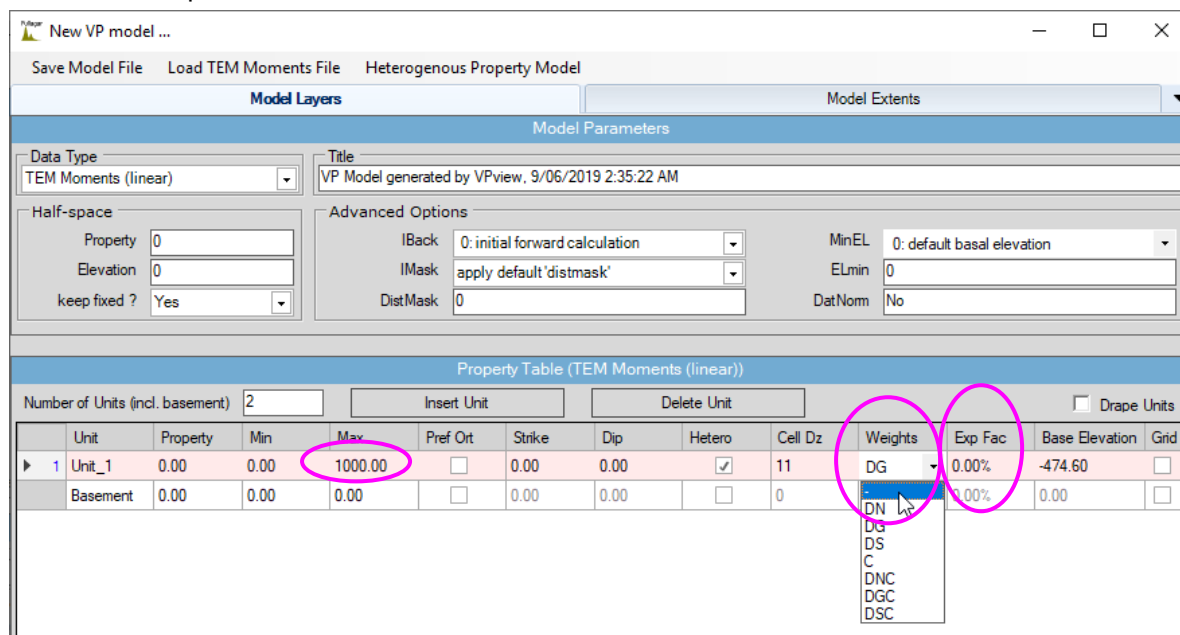 New VP model ...
Save Model File Load TEM Moments File Heterogenous Property Model
Model Layers Model Extents
Model Parameters
Data Type Title
TEM Moments (linear) VP Model generated by VPview, 9/06/2019 2:35:22 AM
Half-space Advanced Options
Property 0 IBack 0: initial forward calculation MinEL 0: default basal elevation
Elevation 0 IMask apply default 'distmask' ELmin 0
keep fixed ? Yes DistMask 0 DatNorm No
Property Table (TEM Moments (linear))
Number of Units (incl. basement) 2 Insert Unit Delete Unit Drape Units
Unit Property Min Max Pref Ort Strike Dip Hetero Cell Dz Weights Exp Fac Base Elevation Grid
1 Unit_1 0.00 0.00 1000.00 0.00 0.00 11 DG 0.00% -474.60
Basement 0.00 0.00 0.00 0.00 0.00 0 - 0.00% 0.00
DN
DG
DS
C
DNC
DGC
DSC